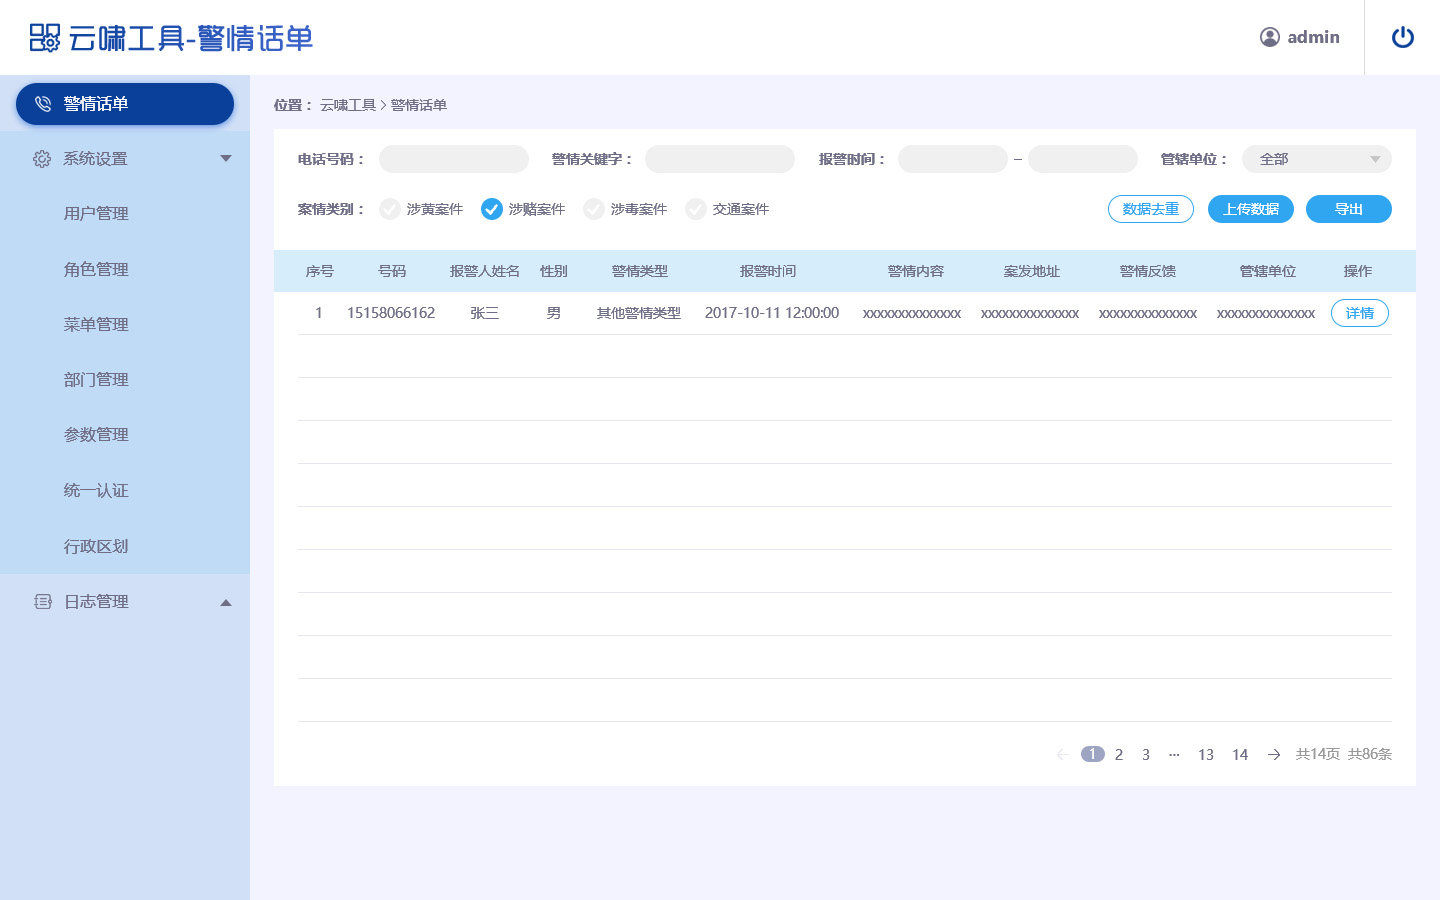 云啸工具-警情话单
admin
警情话单
系统设置
用户管理
角色管理
菜单管理
部门管理
参数管理
统一认证
行政区划
日志管理
位置： 云啸工具 > 警情话单
电话号码： 警情关键字： 报警时间： – 管辖单位： 全部
案情类别： 涉黄案件 涉赌案件 涉毒案件 交通案件 数据去重 上传数据 导出
序号 号码 报警人姓名 性别 警情类型 报警时间 警情内容 案发地址 警情反馈 管辖单位 操作
1 15158066162 张三 男 其他警情类型 2017-10-11 12:00:00 xxxxxxxxxxxxxx xxxxxxxxxxxxxx xxxxxxxxxxxxxx xxxxxxxxxxxxxx 详情
← 1 2 3 ··· 13 14 → 共14页 共86条